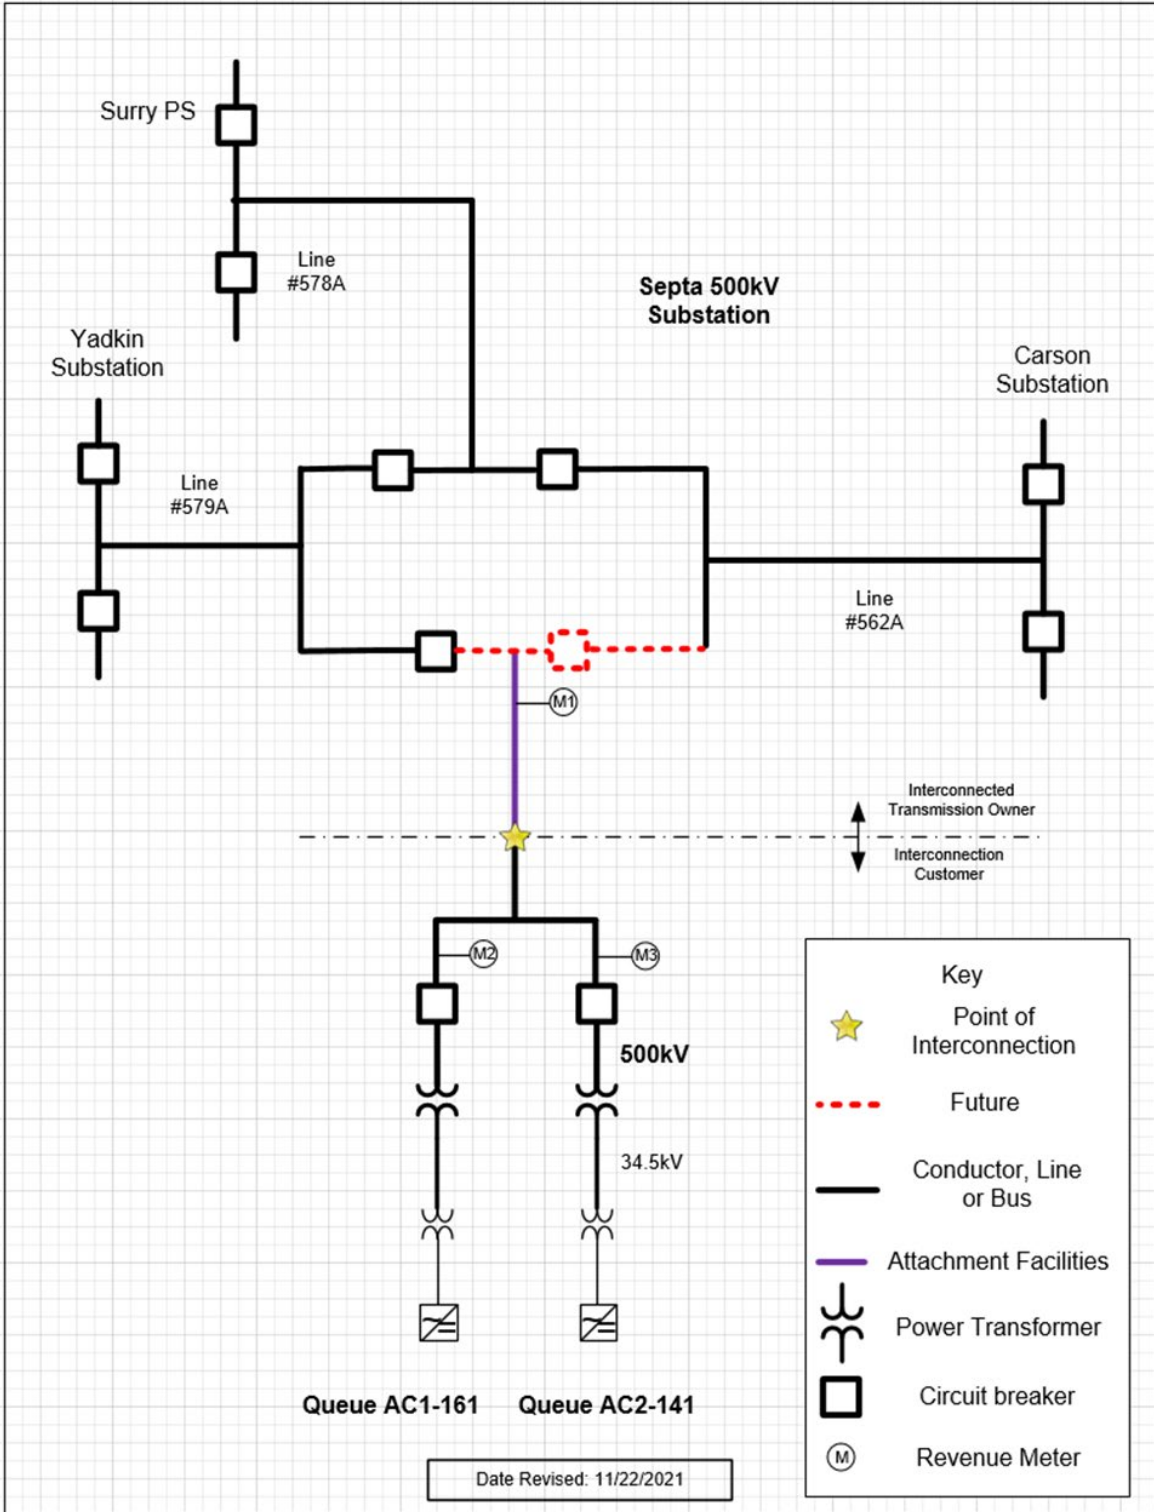 Surry PS
Line
#578A
Septa 500kV
Substation
Yadkin
Substation
Carson
Substation
Line
#579A
Line
#562A
M1
Interconnected
Transmission Owner
Interconnection
Customer
M2
M3
500kV
34.5kV
Queue AC1-161
Queue AC2-141
Key
Point of
Interconnection
Future
Conductor, Line
or Bus
Attachment Facilities
Power Transformer
Circuit breaker
M
Revenue Meter
Date Revised: 11/22/2021